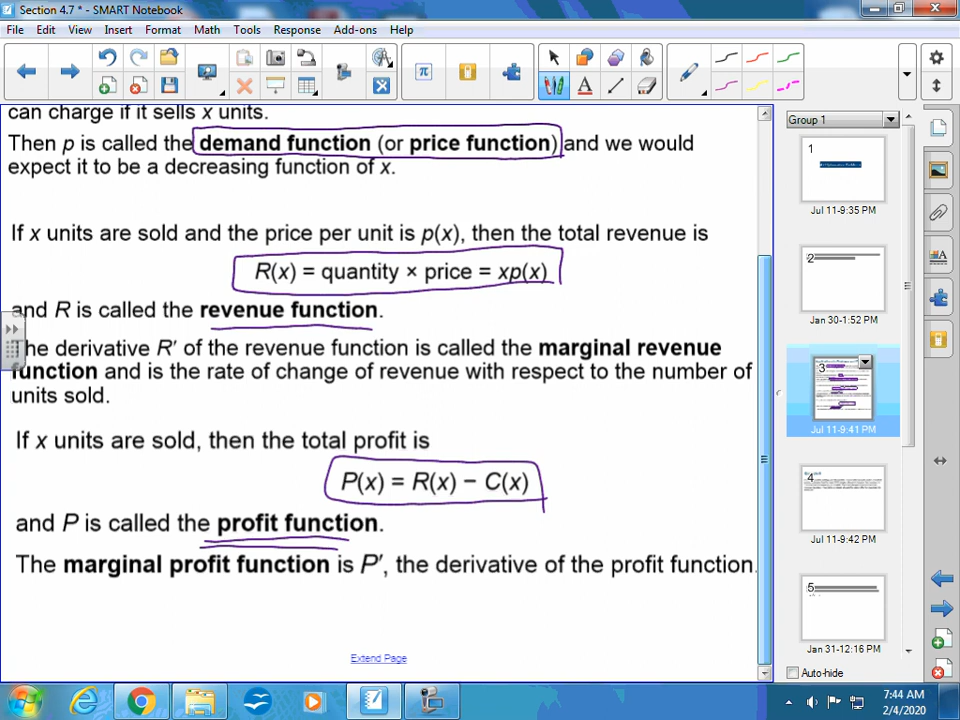 Section 4.7 * - SMART Notebook
File Edit View Insert Format Math Tools Response Add-ons Help
can charge if it sells x units.
Then p is called the demand function (or price function) and we would
expect it to be a decreasing function of x.
If x units are sold and the price per unit is p(x), then the total revenue is
R(x) = quantity × price = xp(x)
and R is called the revenue function.
The derivative R′ of the revenue function is called the marginal revenue
function and is the rate of change of revenue with respect to the number of
units sold.
If x units are sold, then the total profit is
P(x) = R(x) − C(x)
and P is called the profit function.
The marginal profit function is P′, the derivative of the profit function.
Extend Page
Group 1
1
Jul 11-9:35 PM
2
Jan 30-1:52 PM
3
Jul 11-9:41 PM
4
Jul 11-9:42 PM
5
Jan 31-12:16 PM
Auto-hide
7:44 AM
2/4/2020